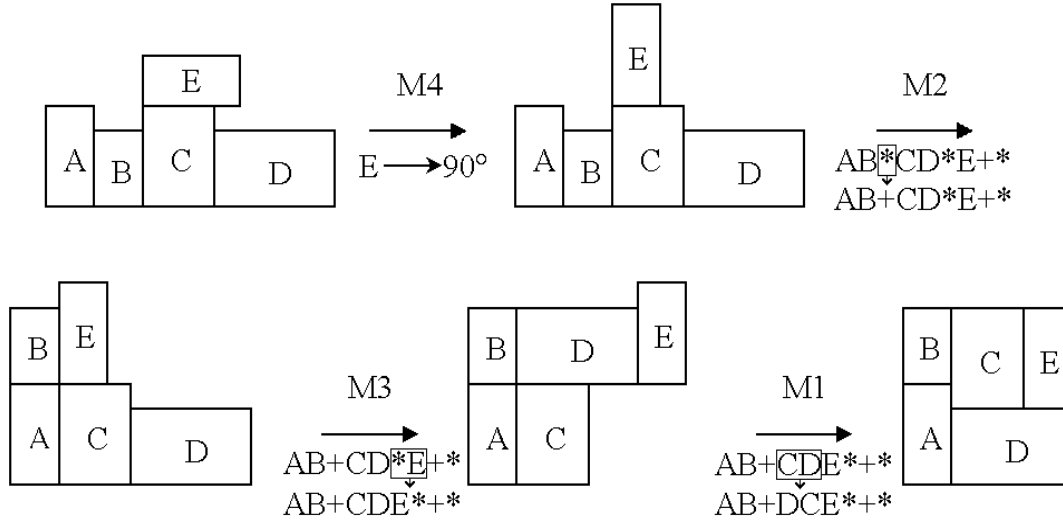 E
M4
E
M2
A B C D
E → 90°
A B C D
AB*CD*E+*
AB+CD*E+*
B E
M3
B D E
M1
B C E
A C D
AB+CD*E+*
AB+CDE*+*
A C
AB+CDE*+*
AB+DCE*+*
A D